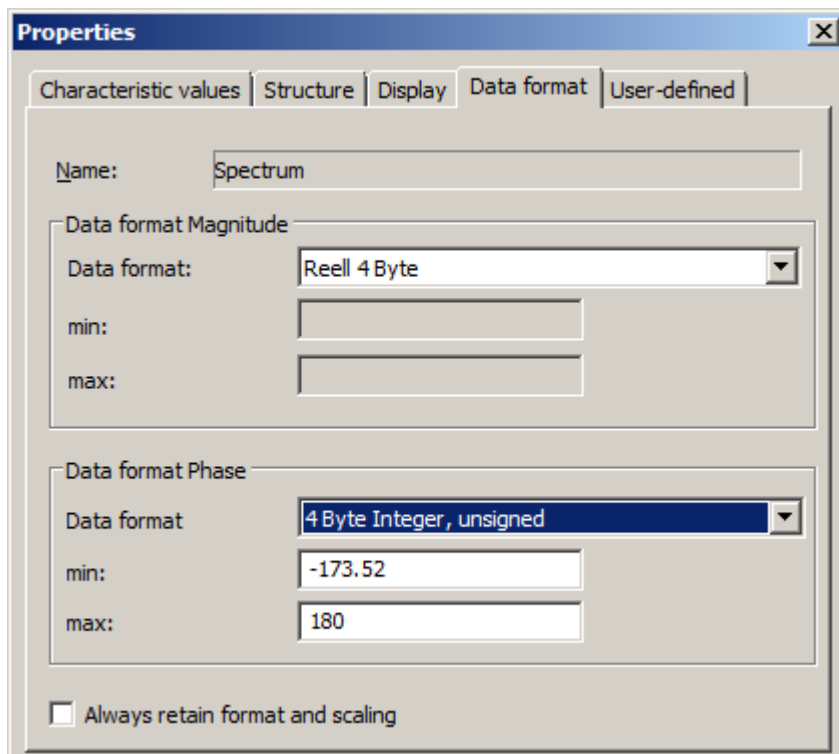 Properties
Characteristic values Structure Display Data format User-defined
Name: Spectrum
Data format Magnitude
Data format: Reell 4 Byte
min:
max:
Data format Phase
Data format 4 Byte Integer, unsigned
min: -173.52
max: 180
Always retain format and scaling